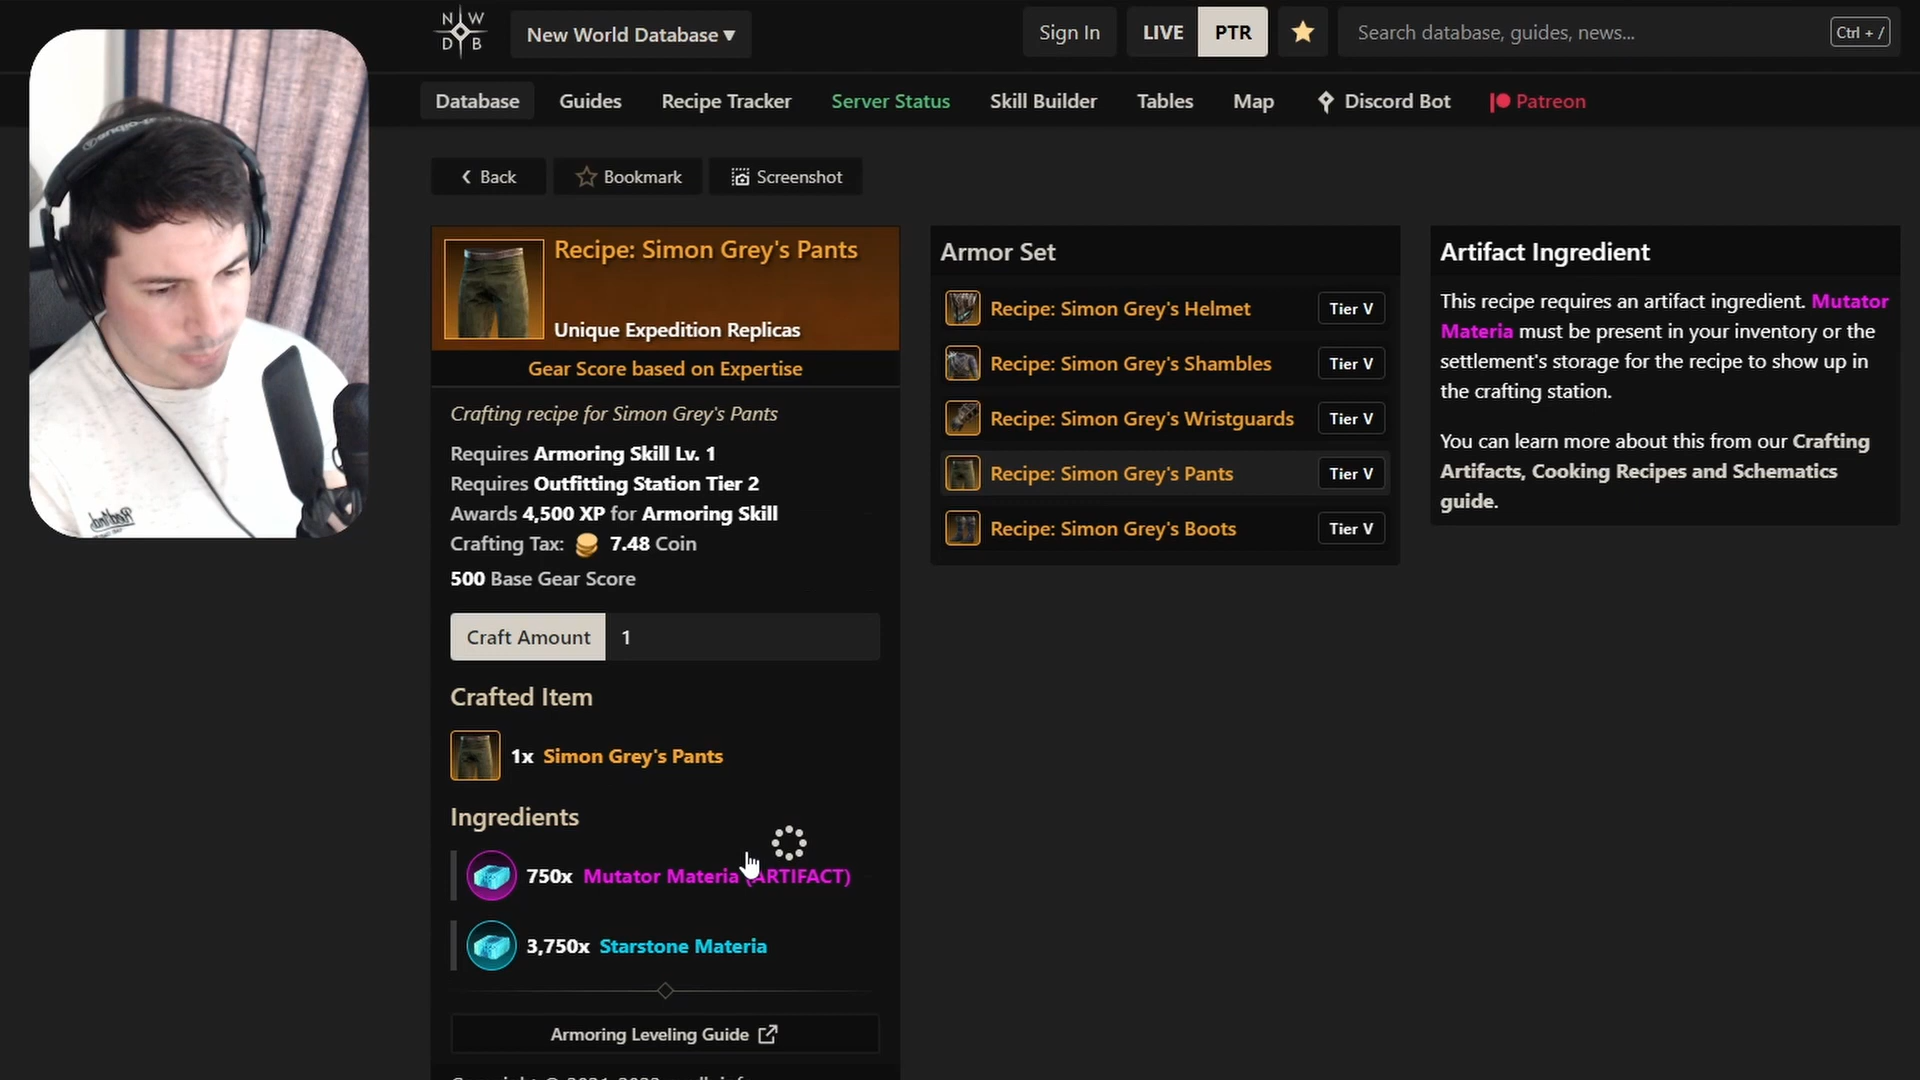 N W
D B
New World Database ▾
Sign In
LIVE
PTR
Search database, guides, news...
Ctrl + /
Database
Guides
Recipe Tracker
Server Status
Skill Builder
Tables
Map
Discord Bot
Patreon
Back
Bookmark
Screenshot
Recipe: Simon Grey's Pants
Unique Expedition Replicas
Gear Score based on Expertise
Crafting recipe for Simon Grey's Pants
Requires Armoring Skill Lv. 1
Requires Outfitting Station Tier 2
Awards 4,500 XP for Armoring Skill
Crafting Tax: 7.48 Coin
500 Base Gear Score
Craft Amount 1
Crafted Item
1x Simon Grey's Pants
Ingredients
750x Mutator Materia (ARTIFACT)
3,750x Starstone Materia
Armoring Leveling Guide
Armor Set
Recipe: Simon Grey's Helmet Tier V
Recipe: Simon Grey's Shambles Tier V
Recipe: Simon Grey's Wristguards Tier V
Recipe: Simon Grey's Pants Tier V
Recipe: Simon Grey's Boots Tier V
Artifact Ingredient
This recipe requires an artifact ingredient. Mutator
Materia must be present in your inventory or the
settlement's storage for the recipe to show up in
the crafting station.
You can learn more about this from our Crafting
Artifacts, Cooking Recipes and Schematics
guide.